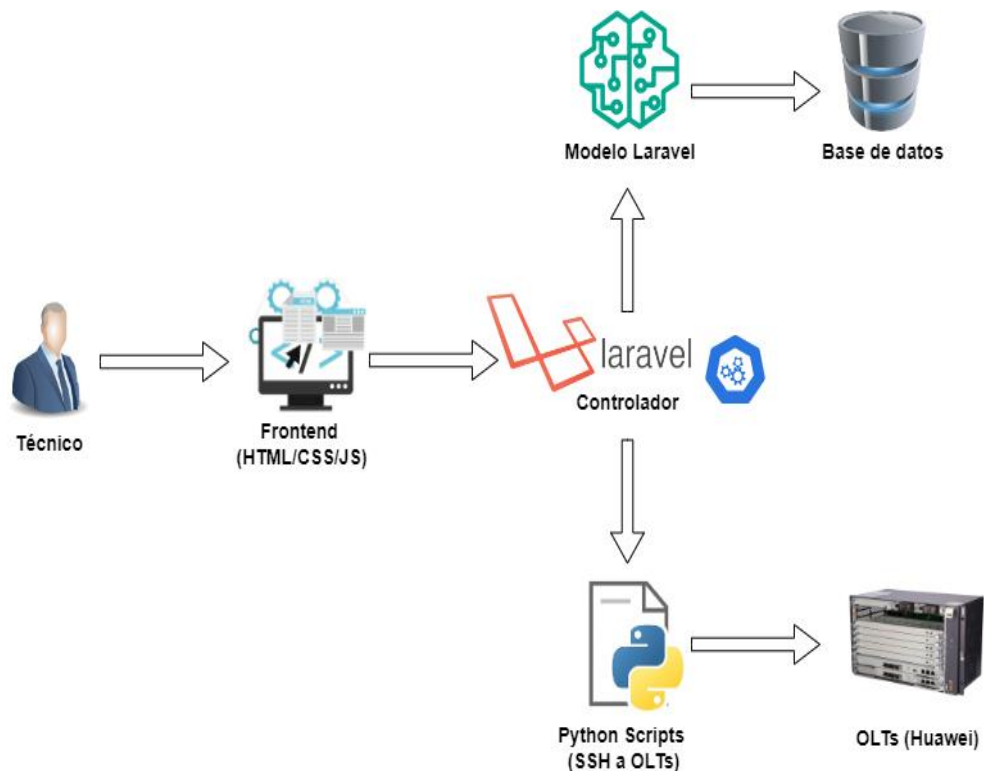 Modelo Laravel
Base de datos
laravel
Controlador
Técnico
Frontend
(HTML/CSS/JS)
Python Scripts
(SSH a OLTs)
OLTs (Huawei)